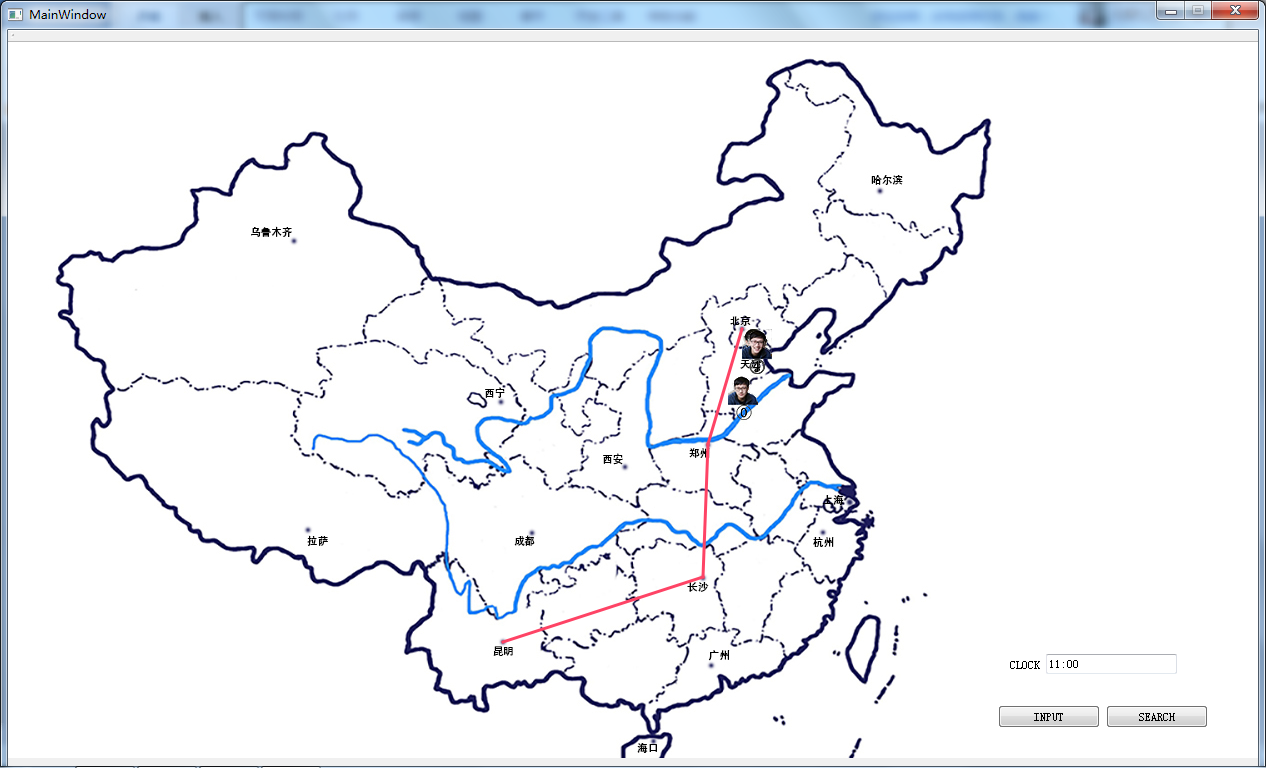 MainWindow
哈尔滨
乌鲁木齐
北京
天
西宁
郑州
西安
上海
拉萨
成都
杭州
长沙
昆明
广州
CLOCK 11:00
INPUT SEARCH
海口